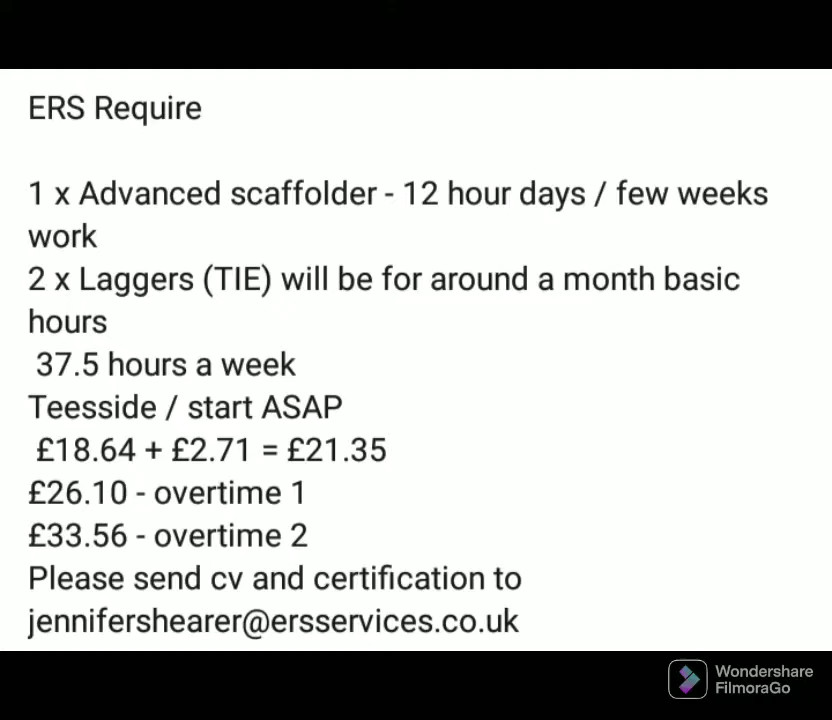 ERS Require
1 x Advanced scaffolder - 12 hour days / few weeks
work
2 x Laggers (TIE) will be for around a month basic
hours
37.5 hours a week
Teesside / start ASAP
£18.64 + £2.71 = £21.35
£26.10 - overtime 1
£33.56 - overtime 2
Please send cv and certification to
jennifershearer@ersservices.co.uk
Wondershare
FilmoraGo